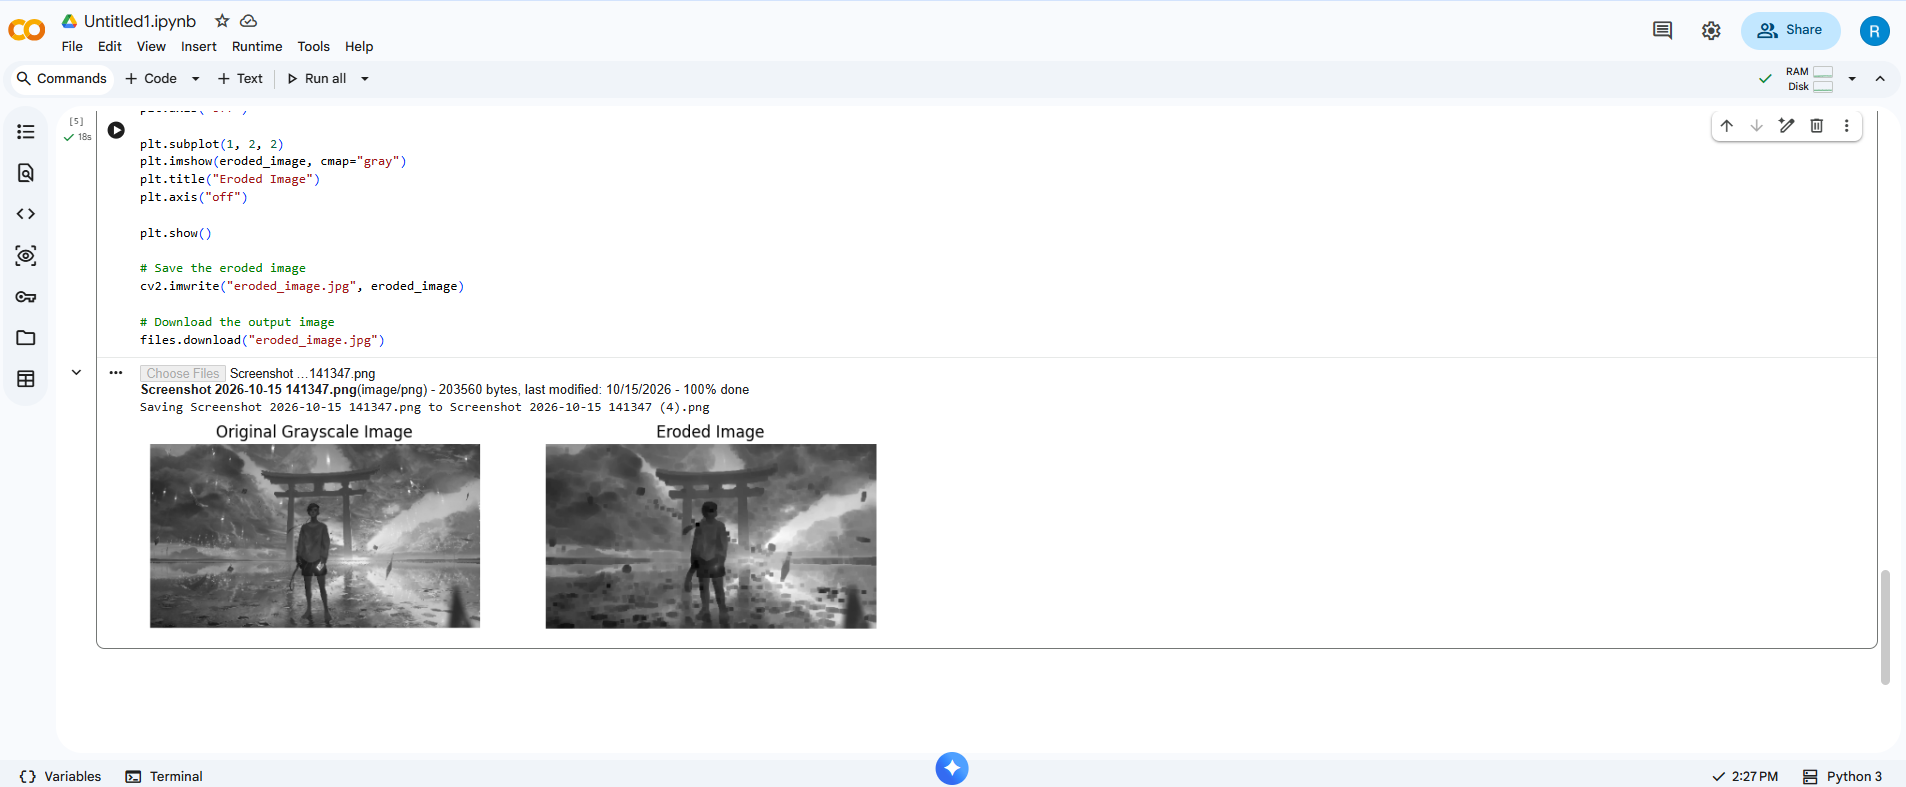 Untitled1.ipynb
File Edit View Insert Runtime Tools Help
Share
R
Commands + Code + Text Run all
RAM
Disk
[5]
18s
plt.subplot(1, 2, 2)
plt.imshow(eroded_image, cmap="gray")
plt.title("Eroded Image")
plt.axis("off")
plt.show()
# Save the eroded image
cv2.imwrite("eroded_image.jpg", eroded_image)
# Download the output image
files.download("eroded_image.jpg")
Choose Files Screenshot ...141347.png
Screenshot 2026-10-15 141347.png(image/png) - 203560 bytes, last modified: 10/15/2026 - 100% done
Saving Screenshot 2026-10-15 141347.png to Screenshot 2026-10-15 141347 (4).png
Original Grayscale Image Eroded Image
Variables Terminal 2:27 PM Python 3